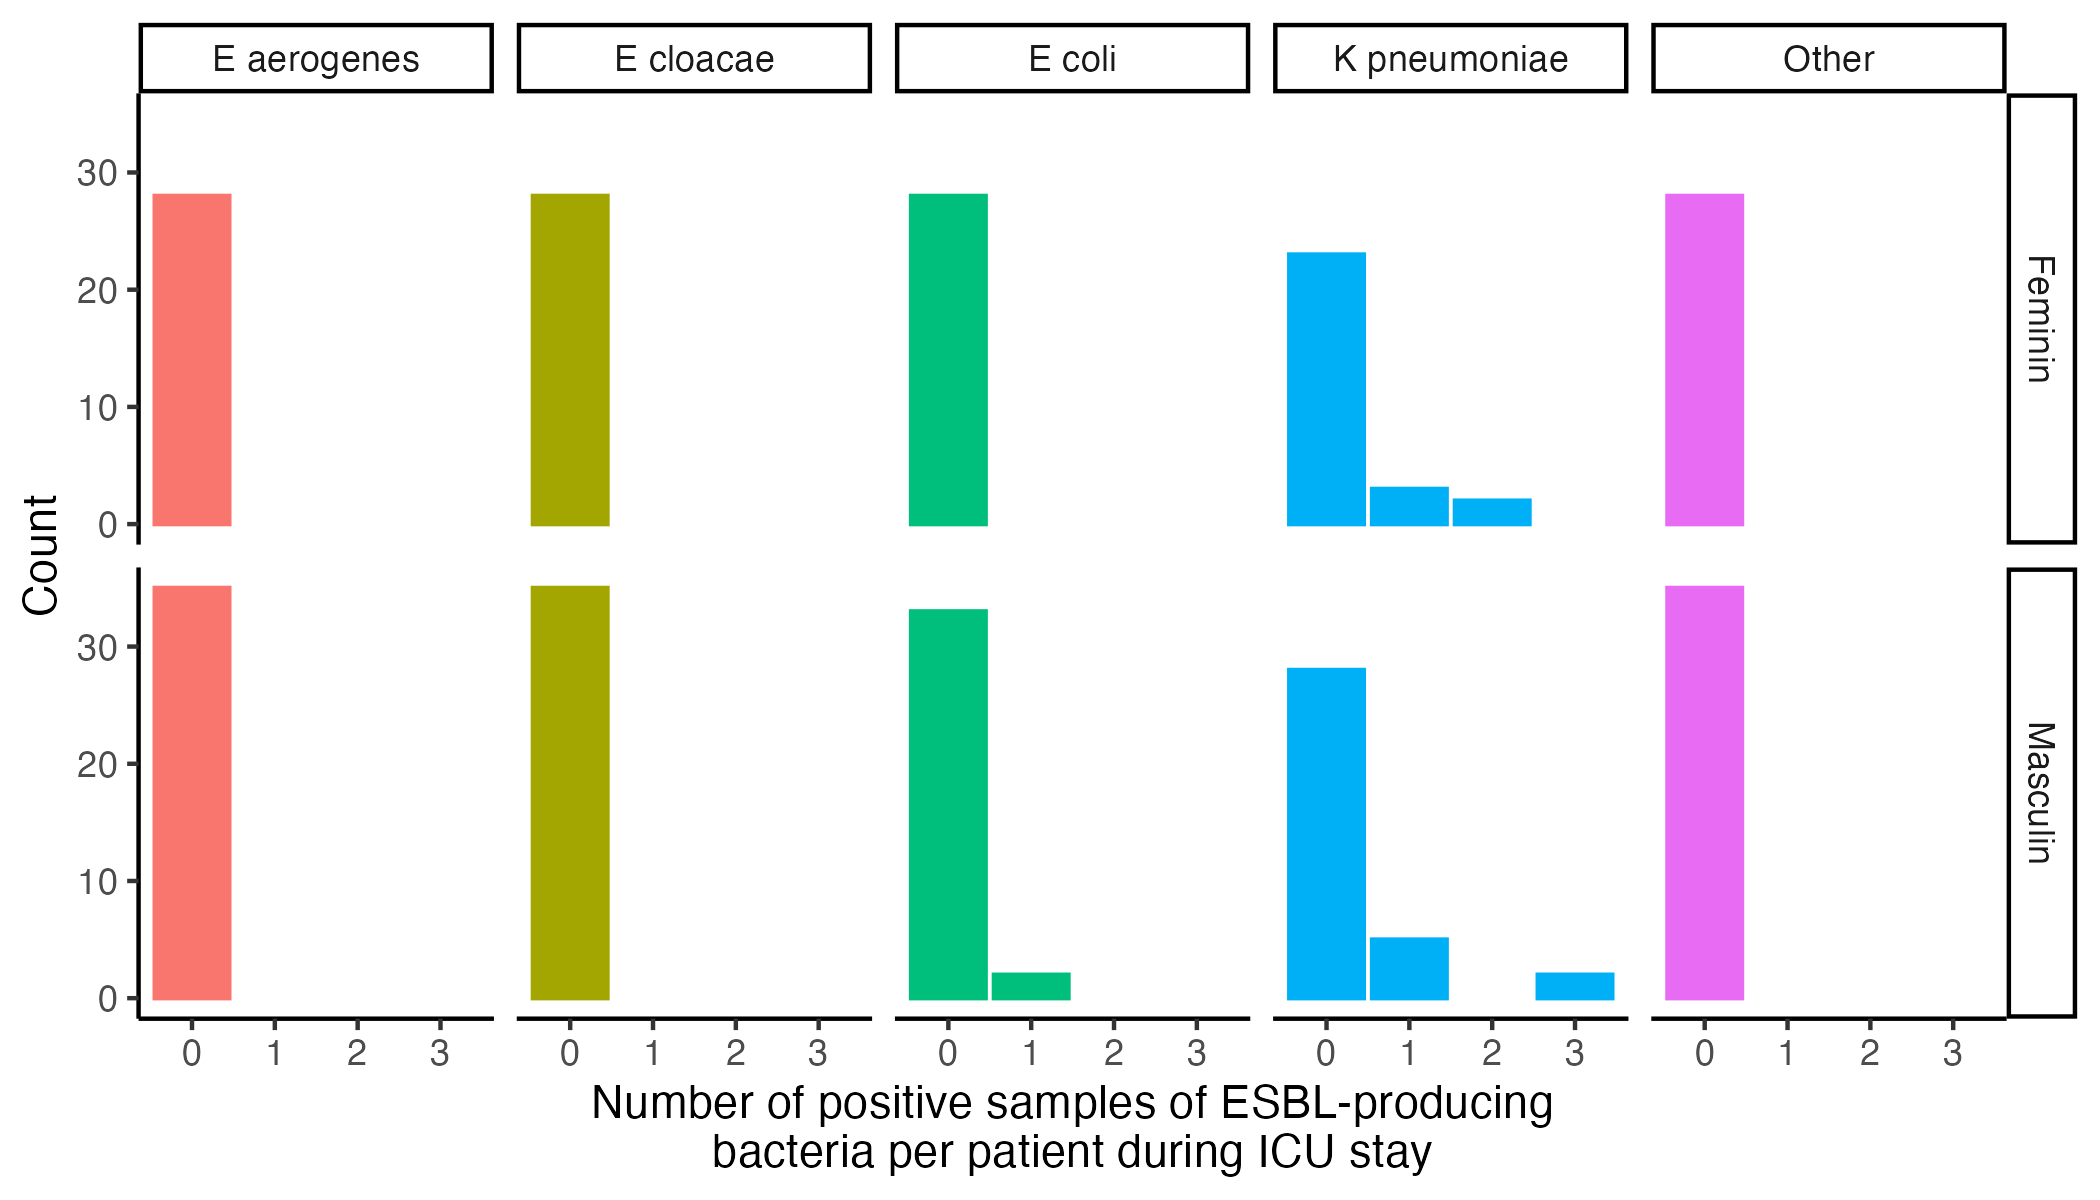 E aerogenes
E cloacae
E coli
K pneumoniae
Other
Feminin
30
20
10
0
Count
Masculin
30
20
10
0
0 1 2 3
0 1 2 3
0 1 2 3
0 1 2 3
0 1 2 3
Number of positive samples of ESBL-producing
bacteria per patient during ICU stay